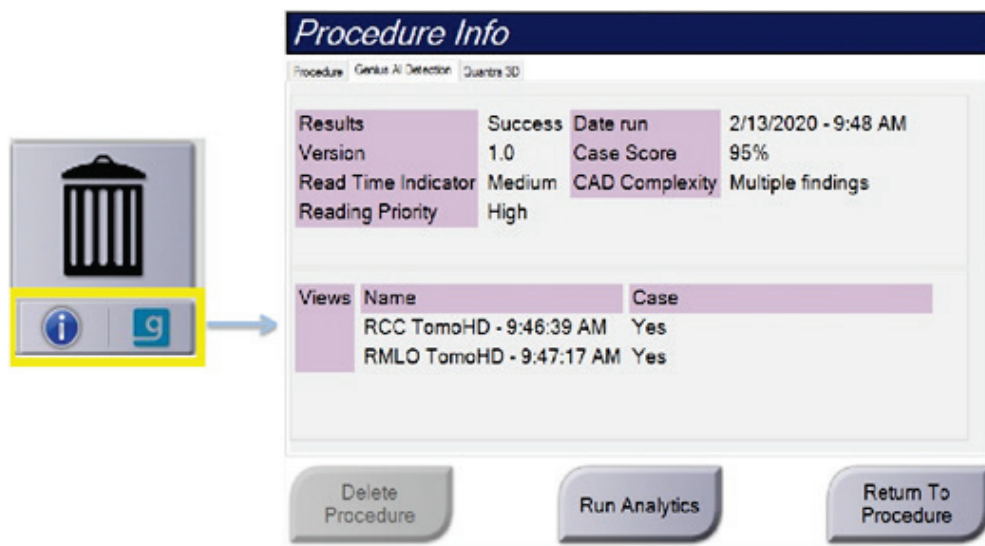 Procedure Info
Procedure Genius AI Detection Quantra 3D
Results Success Date run 2/13/2020 - 9:48 AM
Version 1.0 Case Score 95%
Read Time Indicator Medium CAD Complexity Multiple findings
Reading Priority High
Views Name Case
RCC TomoHD - 9:46:39 AM Yes
RMLO TomoHD - 9:47:17 AM Yes
i g
Delete
Procedure
Run Analytics
Return To
Procedure